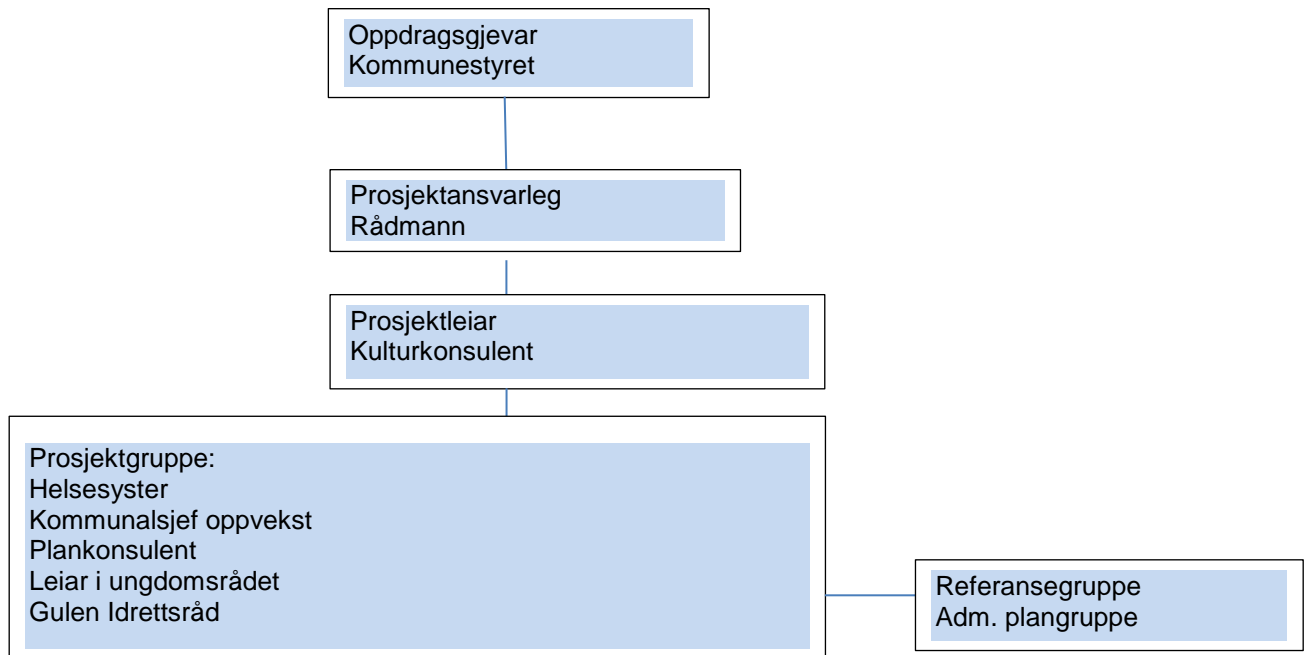 Oppdragsgjevar
Kommunestyret
Prosjektansvarleg
Rådmann
Prosjektleiar
Kulturkonsulent
Prosjektgruppe:
Helsesyster
Kommunalsjef oppvekst
Plankonsulent
Leiar i ungdomsrådet
Gulen Idrettsråd
Referansegruppe
Adm. plangruppe